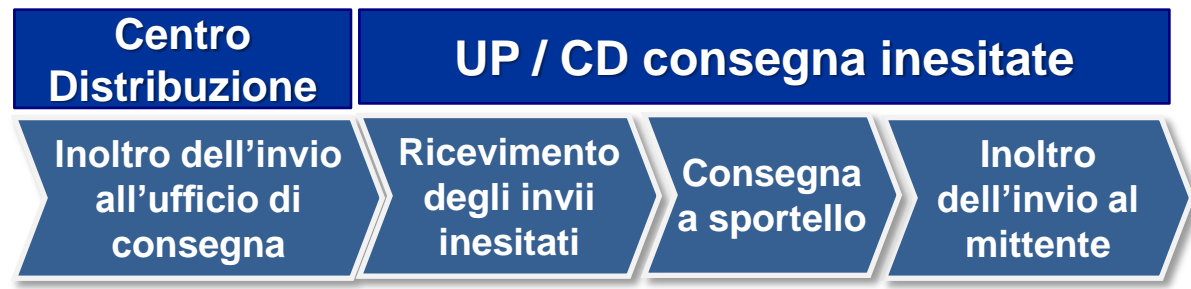 Centro
Distribuzione
UP / CD consegna inesitate
Inoltro dell’invio
all’ufficio di
consegna
Ricevimento
degli invii
inesitati
Consegna
a sportello
Inoltro
dell’invio al
mittente